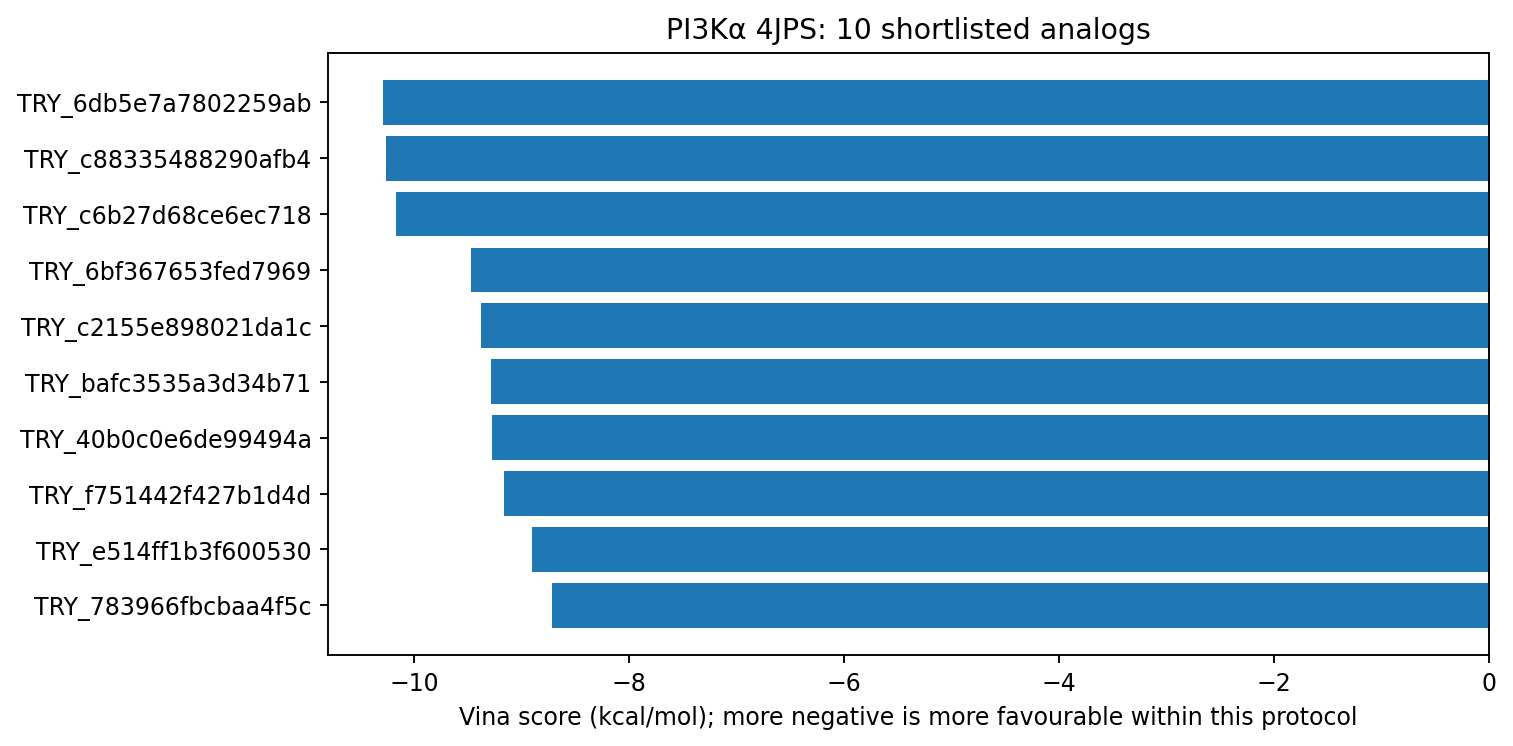 PI3Kα 4JPS: 10 shortlisted analogs
TRY_6db5e7a7802259ab
TRY_c88335488290afb4
TRY_c6b27d68ce6ec718
TRY_6bf367653fed7969
TRY_c2155e898021da1c
TRY_bafc3535a3d34b71
TRY_40b0c0e6de99494a
TRY_f751442f427b1d4d
TRY_e514ff1b3f600530
TRY_783966fbcbaa4f5c
−10 −8 −6 −4 −2 0
Vina score (kcal/mol); more negative is more favourable within this protocol